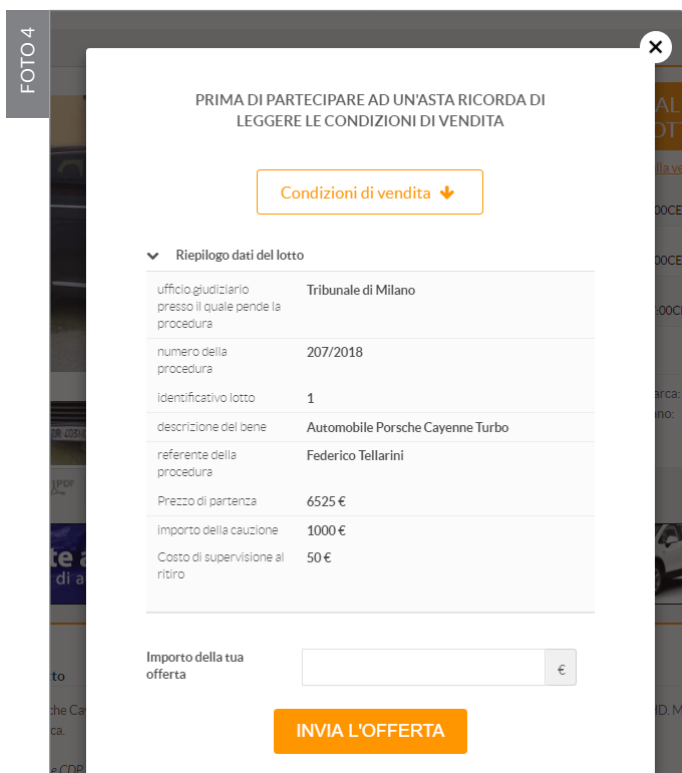 FOTO 4
PRIMA DI PARTECIPARE AD UN'ASTA RICORDA DI
LEGGERE LE CONDIZIONI DI VENDITA
Condizioni di vendita
Riepilogo dati del lotto
ufficio giudiziario
presso il quale pende la
procedura
Tribunale di Milano
numero della
procedura
207/2018
identificativo lotto
1
descrizione del bene
Automobile Porsche Cayenne Turbo
referente della
procedura
Federico Tellarini
Prezzo di partenza
6525 €
importo della cauzione
1000 €
Costo di supervisione al
ritiro
50 €
Importo della tua
offerta
€
INVIA L'OFFERTA